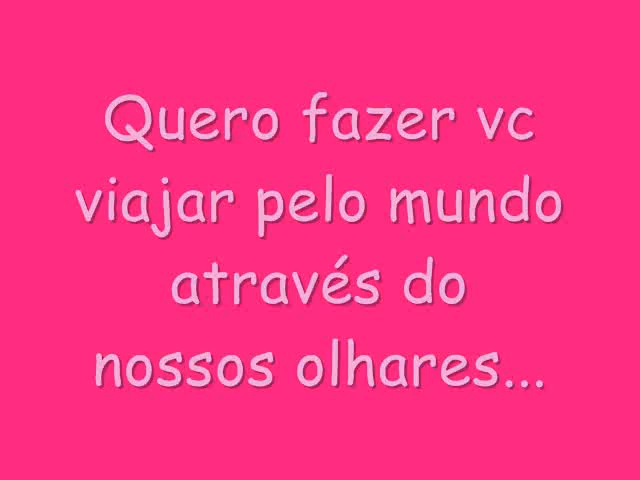 Quero fazer vc
viajar pelo mundo
através do
nossos olhares...